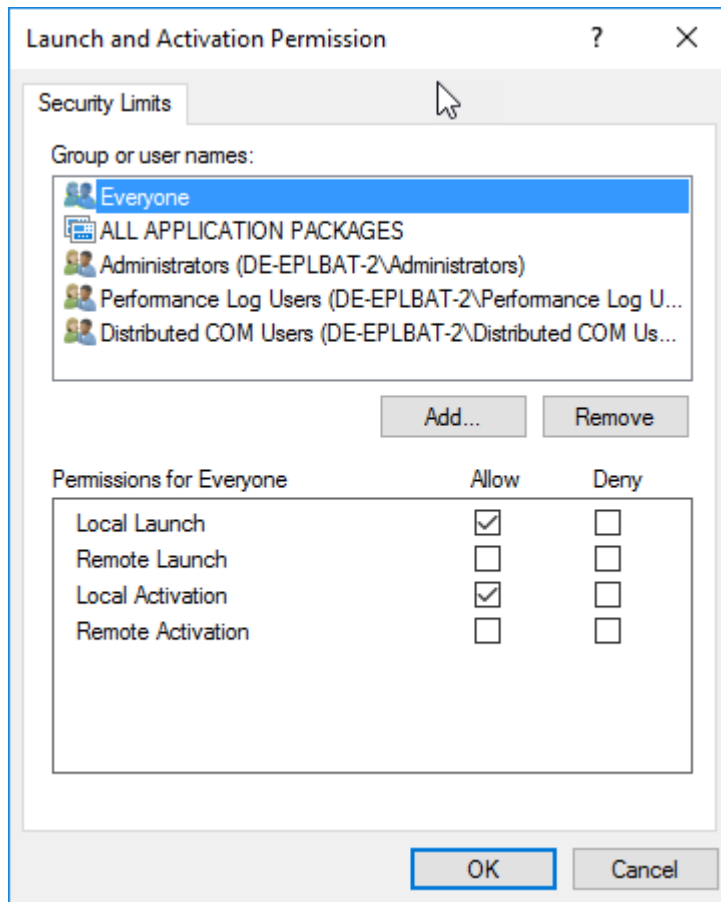 Launch and Activation Permission ? ×
Security Limits
Group or user names:
Everyone
ALL APPLICATION PACKAGES
Administrators (DE-EPLBAT-2\Administrators)
Performance Log Users (DE-EPLBAT-2\Performance Log U...
Distributed COM Users (DE-EPLBAT-2\Distributed COM Us...
Add... Remove
Permissions for Everyone Allow Deny
Local Launch
Remote Launch
Local Activation
Remote Activation
OK Cancel